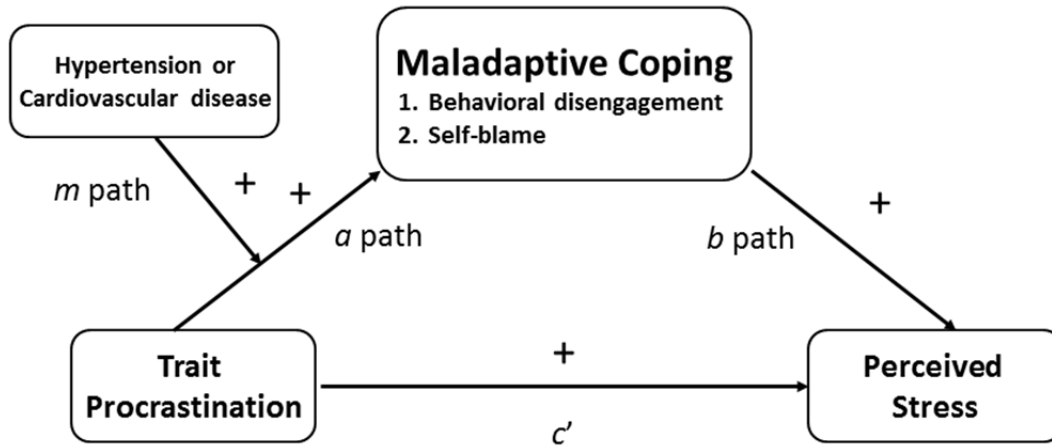 Hypertension or
Cardiovascular disease
Maladaptive Coping
1. Behavioral disengagement
2. Self-blame
m path
+
+
a path
b path
+
Trait
Procrastination
+
c'
Perceived
Stress